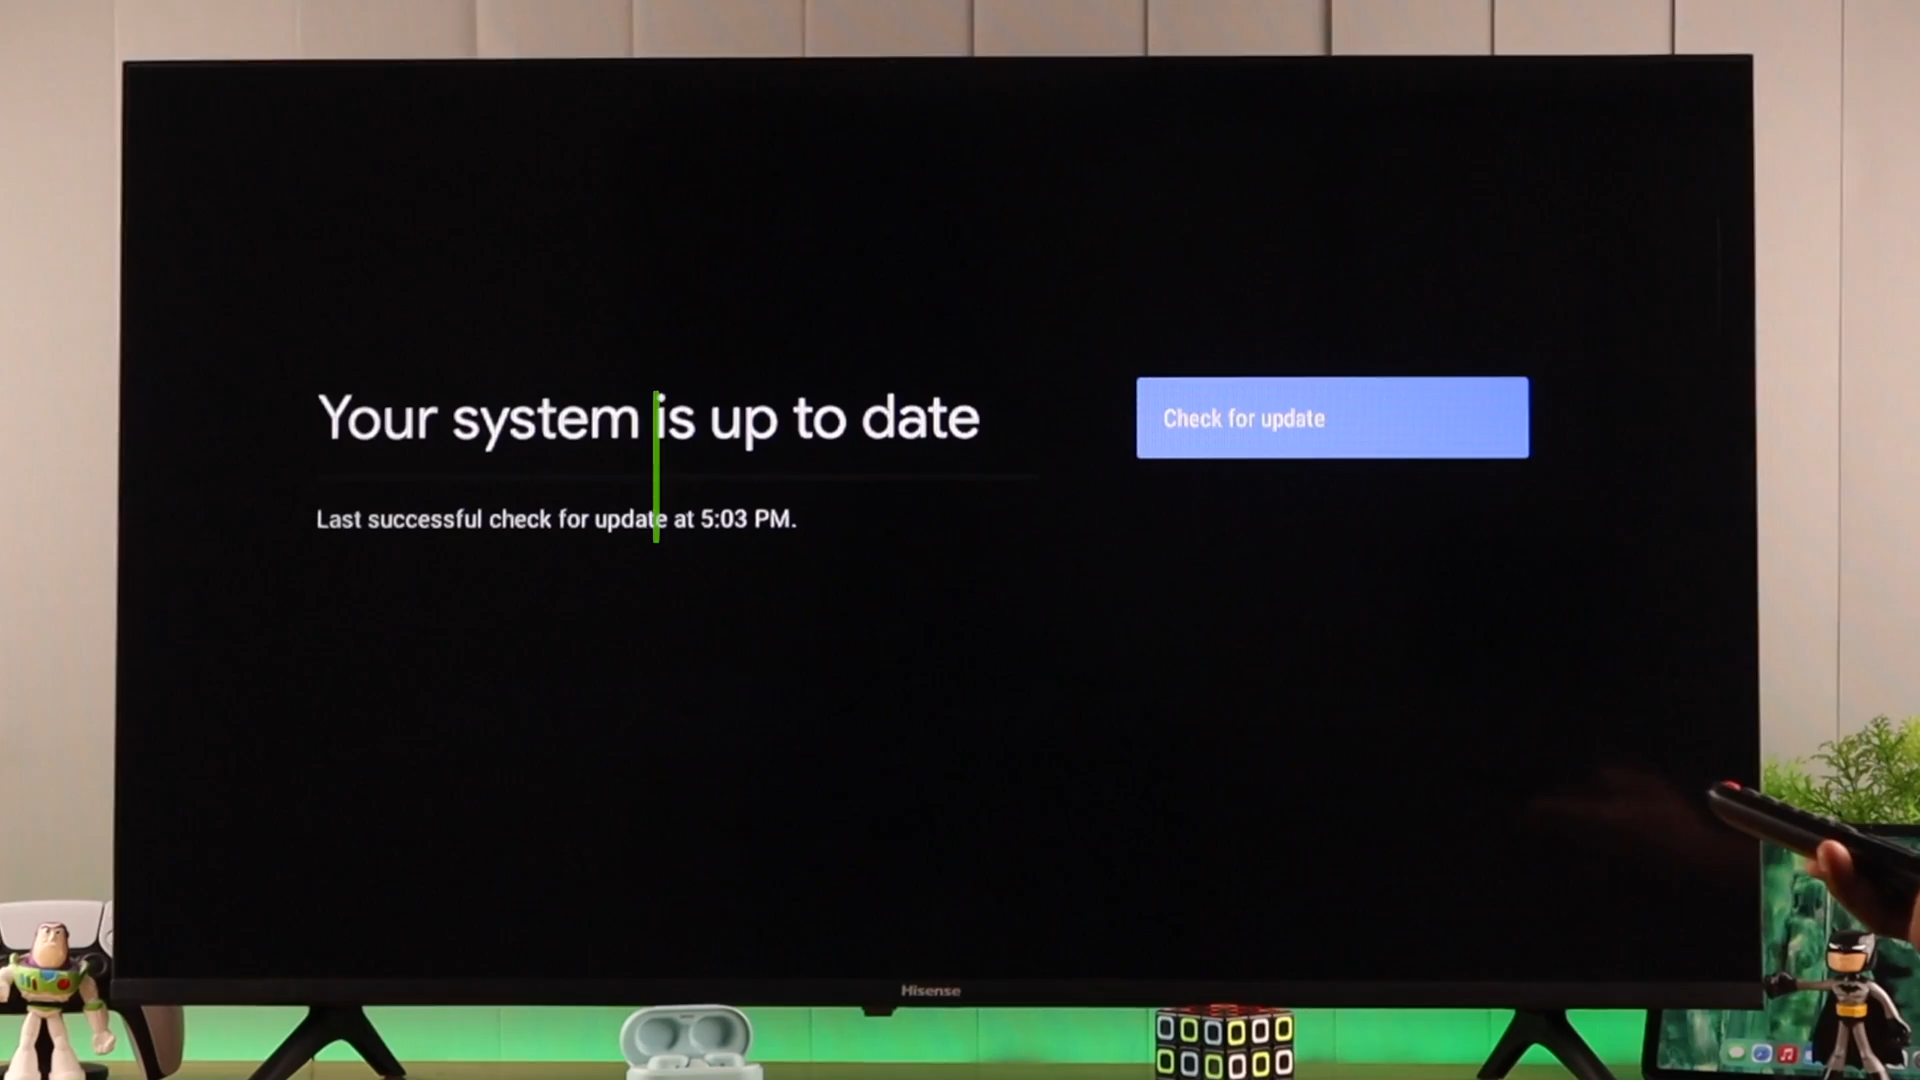 Your system is up to date
Check for update
Last successful check for update at 5:03 PM.
Hisense